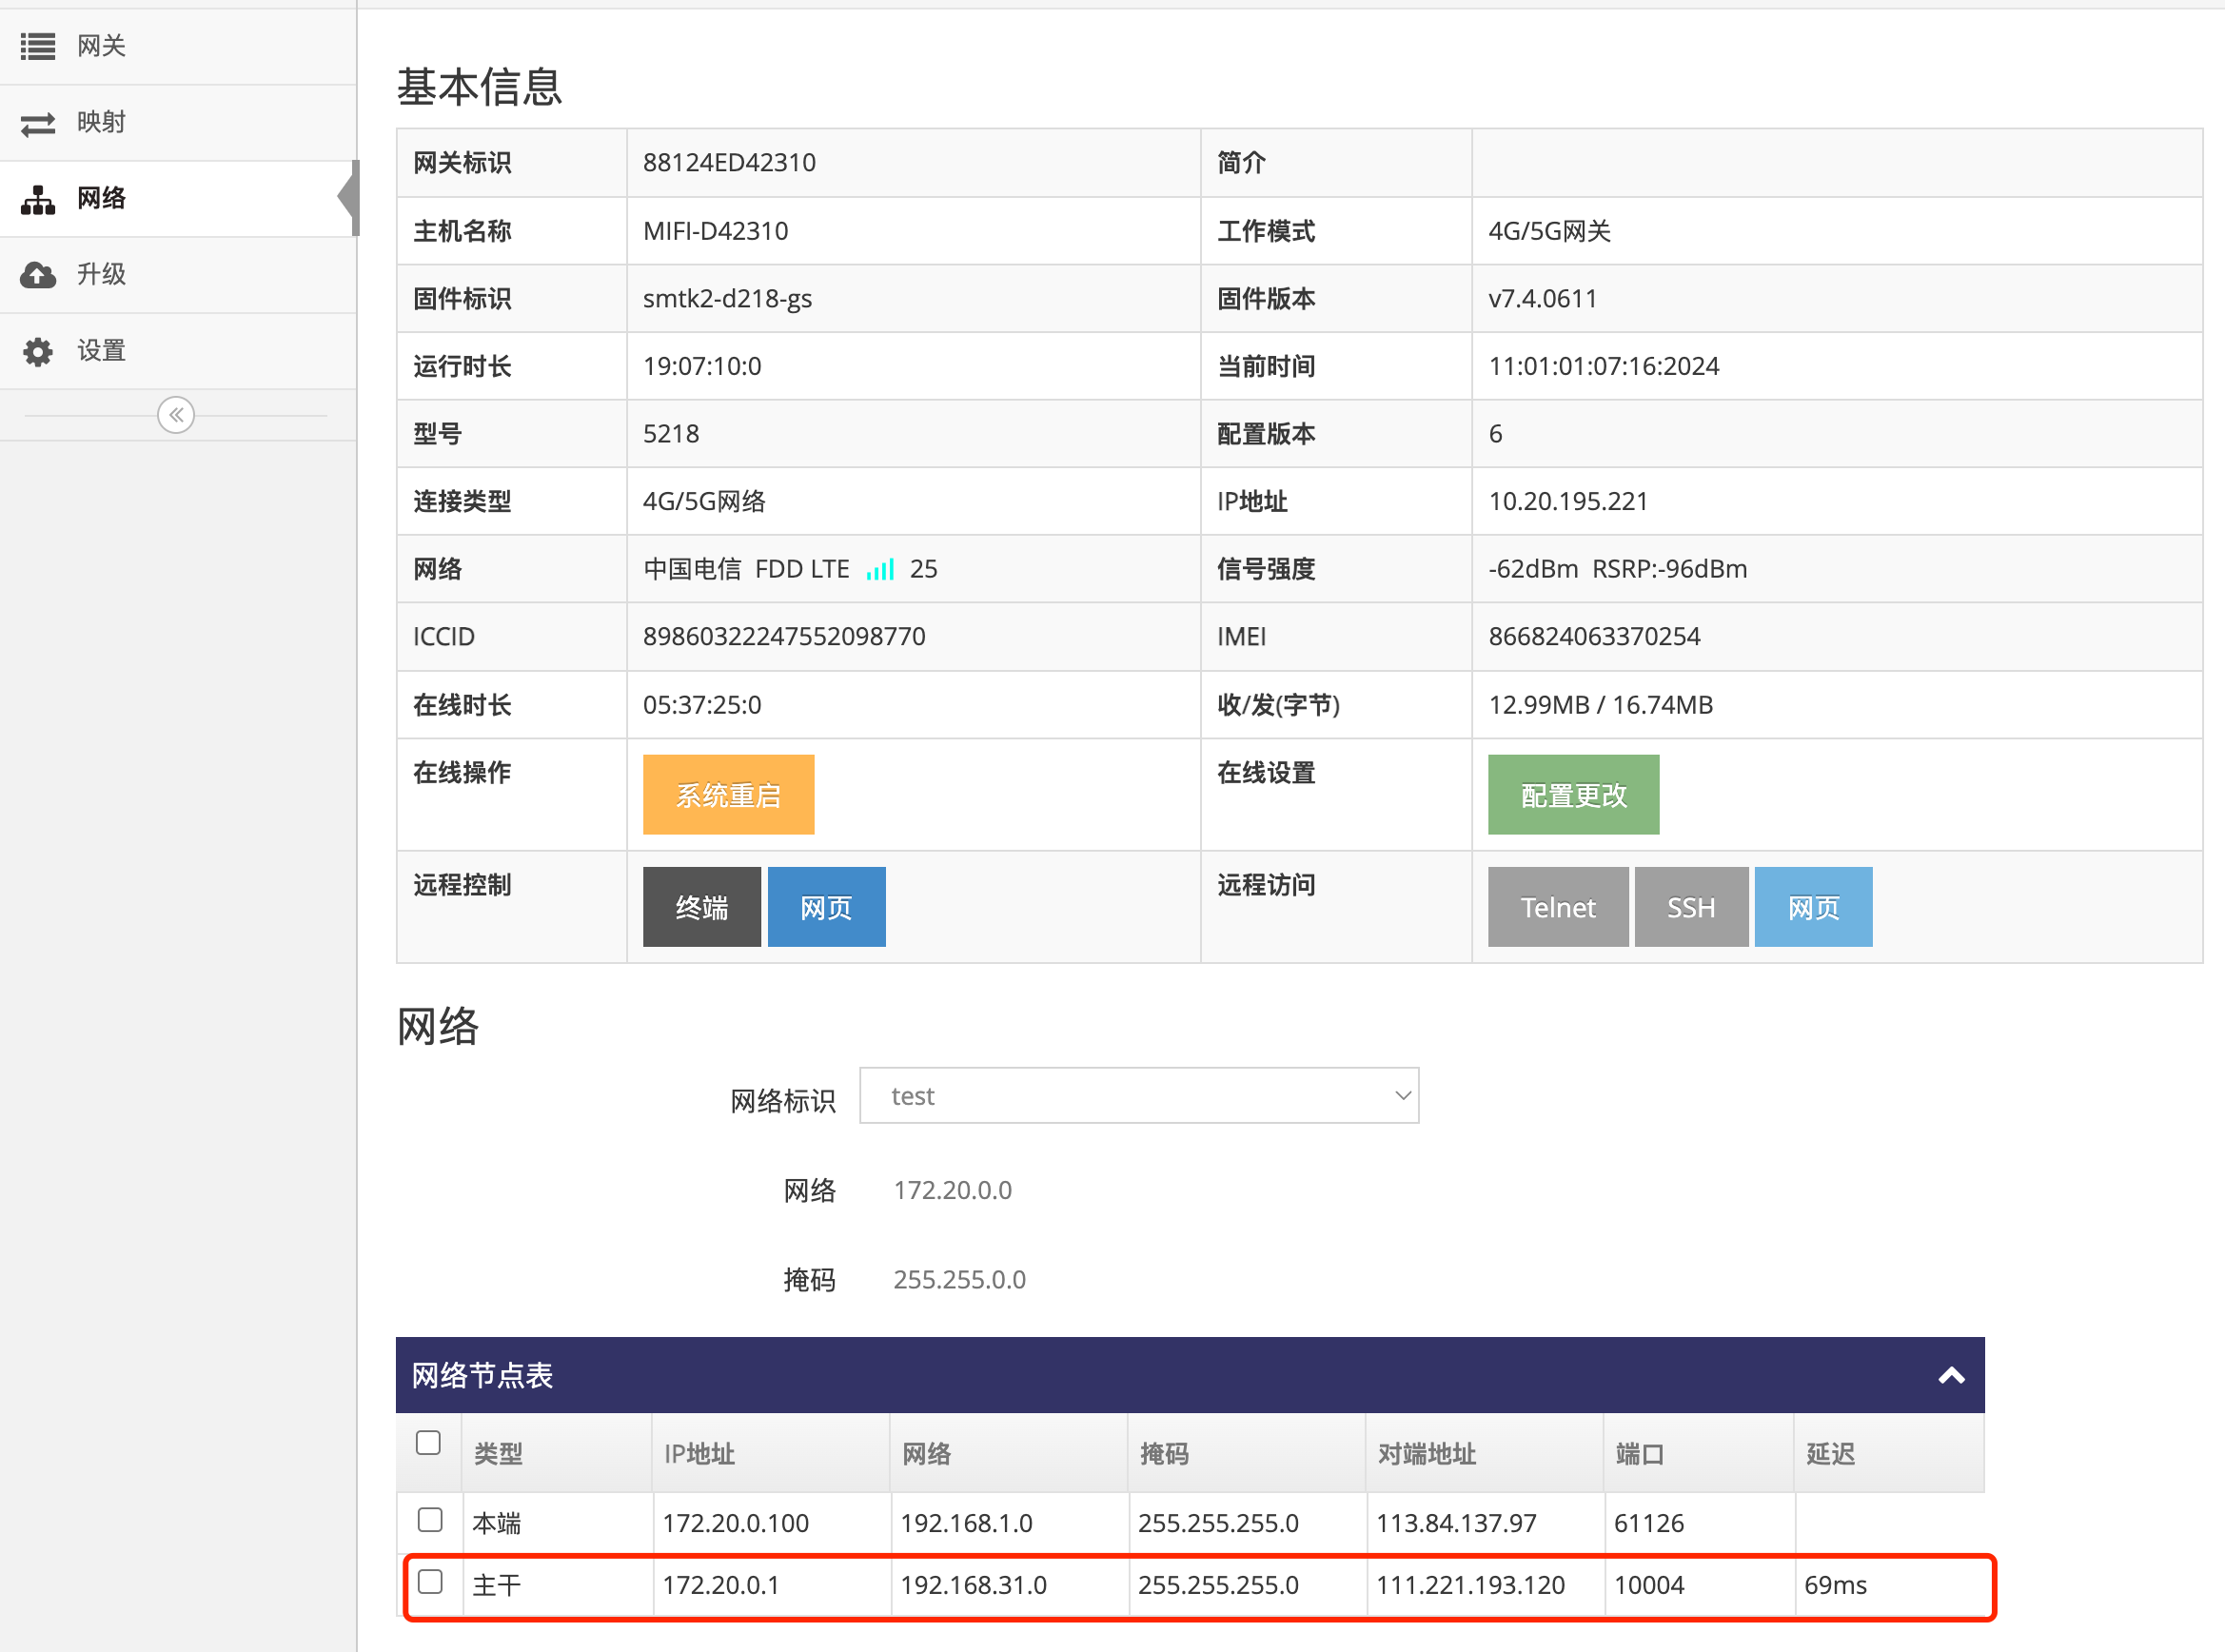 网关
映射
网络
升级
设置
基本信息
网关标识 88124ED42310 简介
主机名称 MIFI-D42310 工作模式 4G/5G网关
固件标识 smtk2-d218-gs 固件版本 v7.4.0611
运行时长 19:07:10:0 当前时间 11:01:01:07:16:2024
型号 5218 配置版本 6
连接类型 4G/5G网络 IP地址 10.20.195.221
网络 中国电信 FDD LTE 25 信号强度 -62dBm RSRP:-96dBm
ICCID 89860322247552098770 IMEI 866824063370254
在线时长 05:37:25:0 收/发(字节) 12.99MB / 16.74MB
在线操作 系统重启 在线设置 配置更改
远程控制 终端 网页 远程访问 Telnet SSH 网页
网络
网络标识 test
网络 172.20.0.0
掩码 255.255.0.0
网络节点表
类型 IP地址 网络 掩码 对端地址 端口 延迟
本端 172.20.0.100 192.168.1.0 255.255.255.0 113.84.137.97 61126
主干 172.20.0.1 192.168.31.0 255.255.255.0 111.221.193.120 10004 69ms